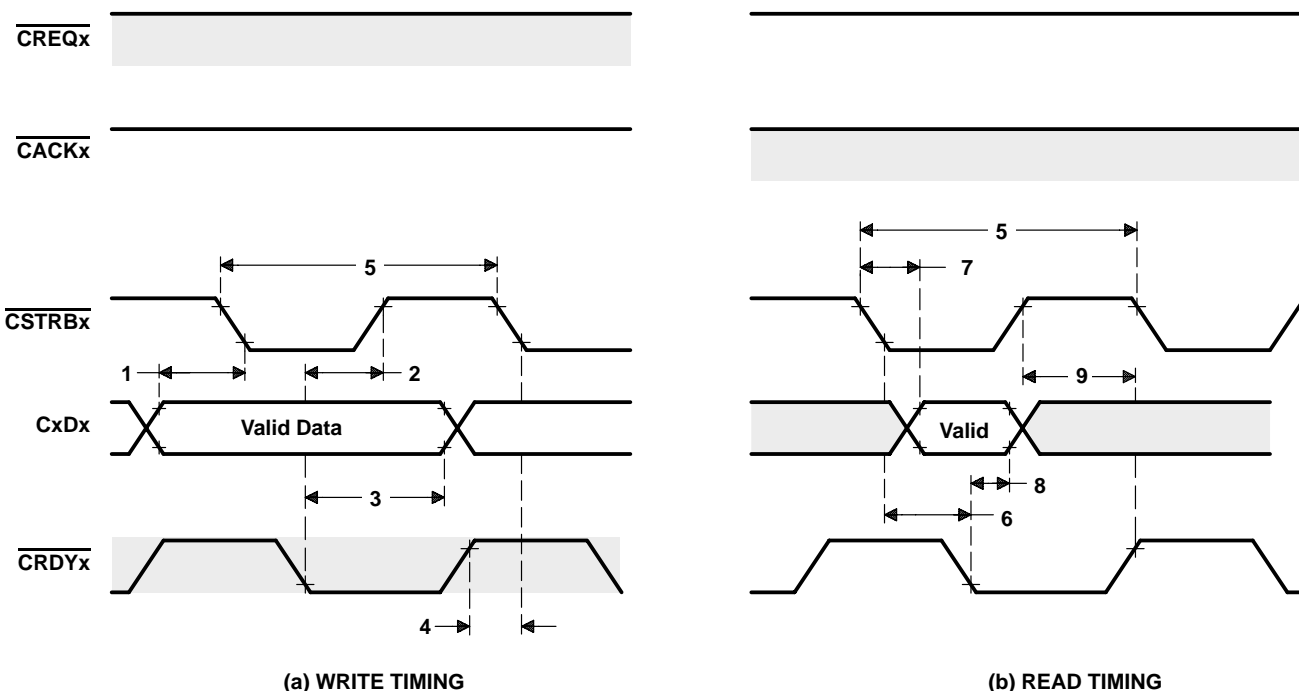 CREQx
CACKx
5
CSTRBx
1
2
CxDx
Valid Data
3
CRDYx
4
(a) WRITE TIMING
5
7
9
Valid
8
6
(b) READ TIMING